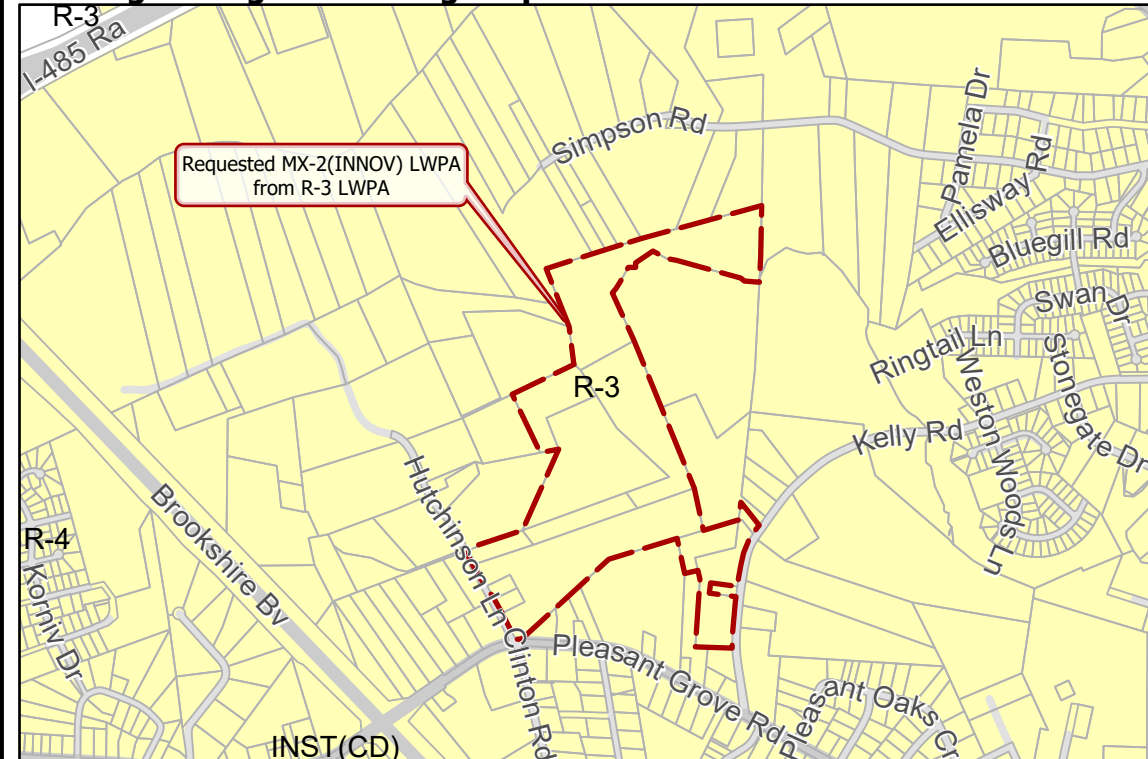 R-3
I-485 Ra
Simpson Rd
Pamela Dr
Requested MX-2(INNOV) LWPA
from R-3 LWPA
Ellisway Rd
Bluegill Rd
Swan Dr
Ringtail Ln
Stonegate Dr
Weston Woods Ln
R-3
Kelly Rd
Hutchinson Ln
Brookshire Bv
R-4
Korniv Dr
Clinton Rd
Pleasant Grove Rd
Pleasant Oaks Cr
INST(CD)